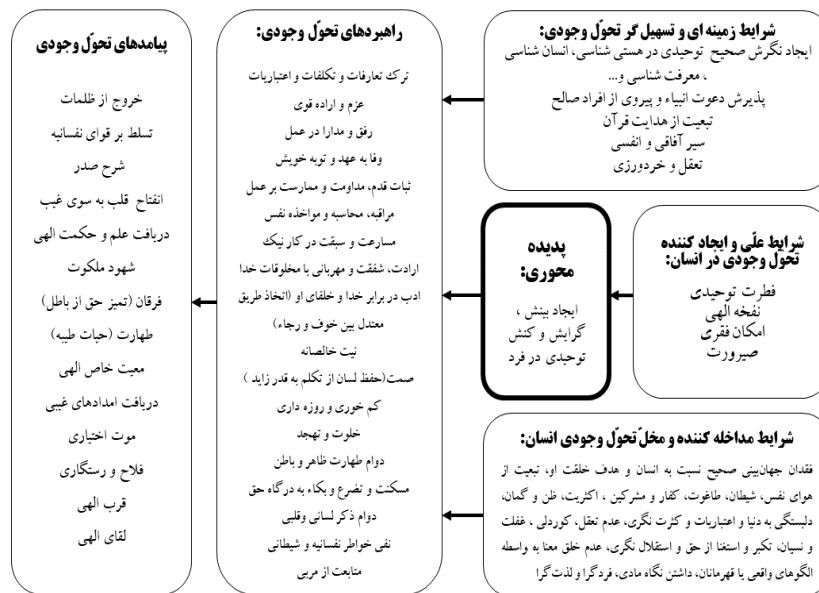 شرایط زمینه ای و تسهیل گر تحوّل وجودی:
ایجاد نگرش صحیح توحیدی در هستی شناسی، انسان شناسی
، معرفت شناسی و...
پذیرش دعوت انبیاء و پیروی از افراد صالح
تبعیت از هدایت قرآن
سیر آفاقی و انفسی
تعقل و خردورزی
شرایط علّی و ایجاد کننده
تحوّل وجودی در انسان:
فطرت توحیدی
نفخه الهی
امکان فقری
صیرورت
پدیده
محوری:
ایجاد بینش ،
گرایش و کنش
توحیدی در فرد
شرایط مداخله کننده و مخلّ تحوّل وجودی انسان:
فقدان جهان‌بینی صحیح نسبت به انسان و هدف خلقت او، تبعیت از
هوای نفس، شیطان، طاغوت، کفار و مشرکین ، اکثریت، ظن و گمان،
دلبستگی به دنیا و اعتباریات و کثرت نگری، عدم تعقل، کوردلی ، غفلت
و نسیان، تکبر و استغنا از حق و استقلال نگری، عدم خلق معنا به واسطه
الگوهای واقعی یا قهرمانان، داشتن نگاه مادی، فردگرا و لذت گرا
راهبردهای تحوّل وجودی:
ترک تعارفات و تکلفات و اعتباریات
عزم و اراده قوی
رفق و مدارا در عمل
وفا به عهد و توبه خویش
ثبات قدم، مداومت و ممارست بر عمل
مراقبه، محاسبه و مواخذه نفس
مسارعت و سبقت در کار نیک
ارادت، شفقت و مهربانی با مخلوقات خدا
ادب در برابر خدا و خلفای او (اتخاذ طریق
معتدل بین خوف و رجاء)
نیت خالصانه
صمت(حفظ لسان از تکلم به قدر زاید )
کم خوری و روزه داری
خلوت و تهجد
دوام طهارت ظاهر و باطن
مسکنت و تضرع و بکاء به درگاه حق
دوام ذکر لسانی وقلبی
نفی خواطر نفسانیه و شیطانی
متابعت از مربی
پیامدهای تحوّل وجودی
خروج از ظلمات
تسلط بر قوای نفسانیه
شرح صدر
انفتاح قلب به سوی غیب
دریافت علم و حکمت الهی
شهود ملکوت
فرقان (تمیز حق از باطل)
طهارت (حیات طیبه)
معیت خاص الهی
دریافت امدادهای غیبی
موت اختیاری
فلاح و رستگاری
قرب الهی
لقای الهی